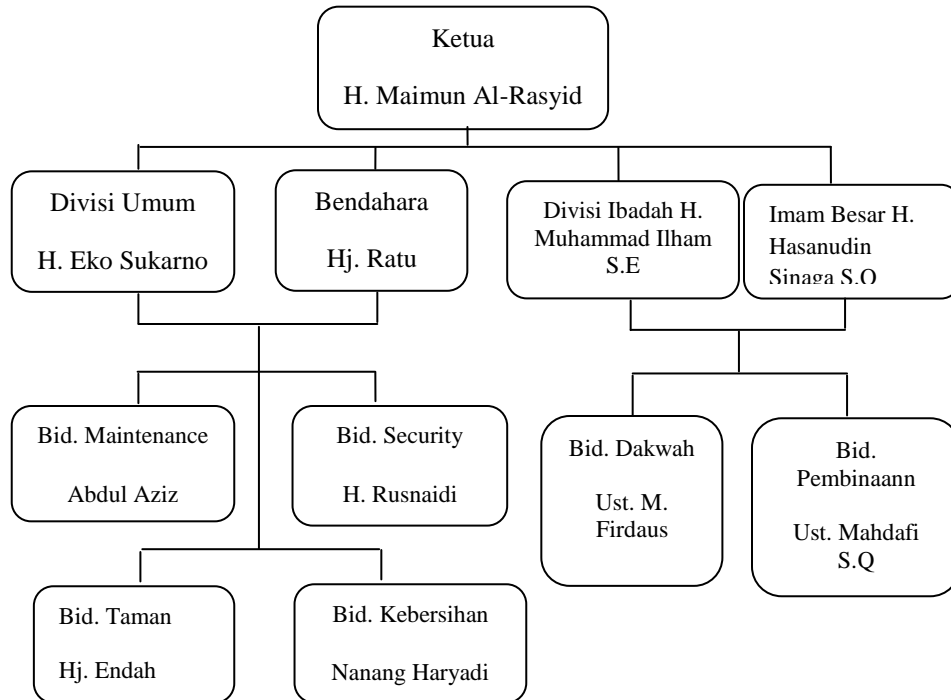 Ketua
H. Maimun Al-Rasyid
Divisi Umum
H. Eko Sukarno
Bendahara
Hj. Ratu
Divisi Ibadah H.
Muhammad Ilham
S.E
Imam Besar H.
Hasanudin
Sinaga S.Q
Bid. Maintenance
Abdul Aziz
Bid. Security
H. Rusnaidi
Bid. Dakwah
Ust. M.
Firdaus
Bid.
Pembinaann
Ust. Mahdafi
S.Q
Bid. Taman
Hj. Endah
Bid. Kebersihan
Nanang Haryadi